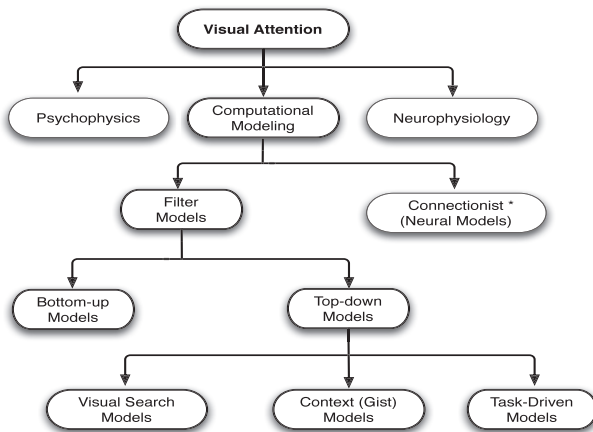 Visual Attention
Psychophysics
Computational
Modeling
Neurophysiology
Filter
Models
Connectionist *
(Neural Models)
Bottom-up
Models
Top-down
Models
Visual Search
Models
Context (Gist)
Models
Task-Driven
Models